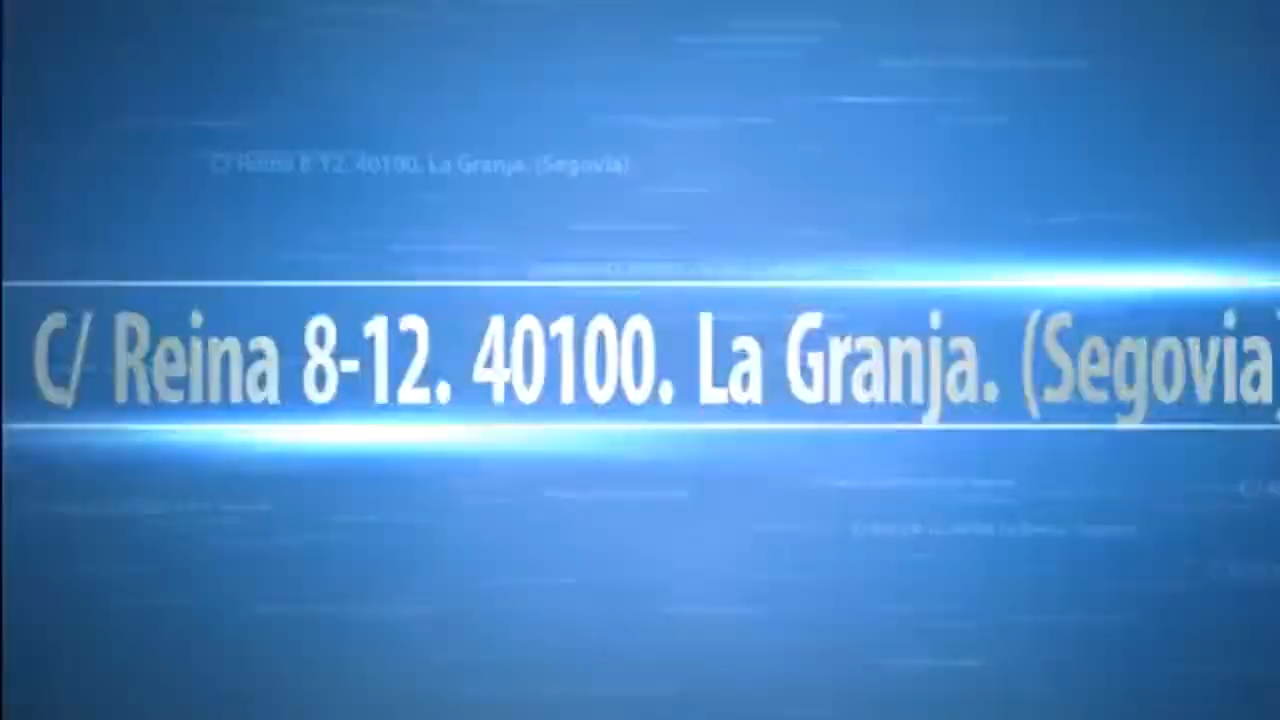 C/ Reina 8-12. 40100. La Granja. (Segovia)
C/ Reina 8-12. 40100. La Granja. (Segovia)